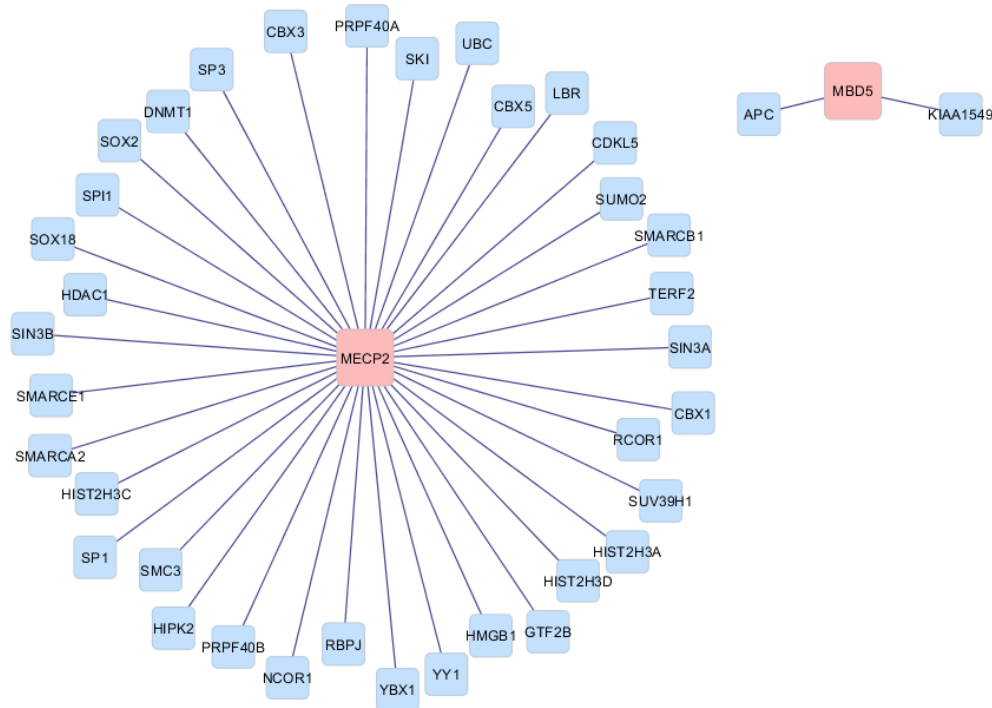 PRPF40A
CBX3
UBC
SKI
SP3
MBD5
LBR
CBX5
DNMT1
APC
KIAA1549
SOX2
CDKL5
SPI1
SUMO2
SOX18
SMARCB1
HDAC1
TERF2
SIN3B
SIN3A
MECP2
SMARCE1
CBX1
RCOR1
SMARCA2
HIST2H3C
SUV39H1
SP1
HIST2H3A
SMC3
HIST2H3D
HIPK2
GTF2B
HMGB1
PRPF40B
RBPJ
YY1
NCOR1
YBX1